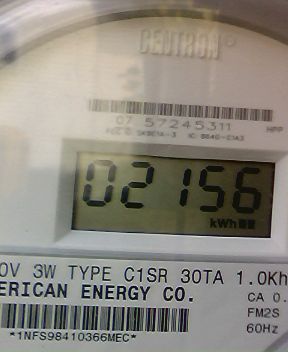 CENTRON
07 57245311 HPP
02156
kWh
0V 3W TYPE C1SR 30TA 1.0Kh
ERICAN ENERGY CO. CA 0.
FM2S
60Hz
*1NFS98410366MEC*